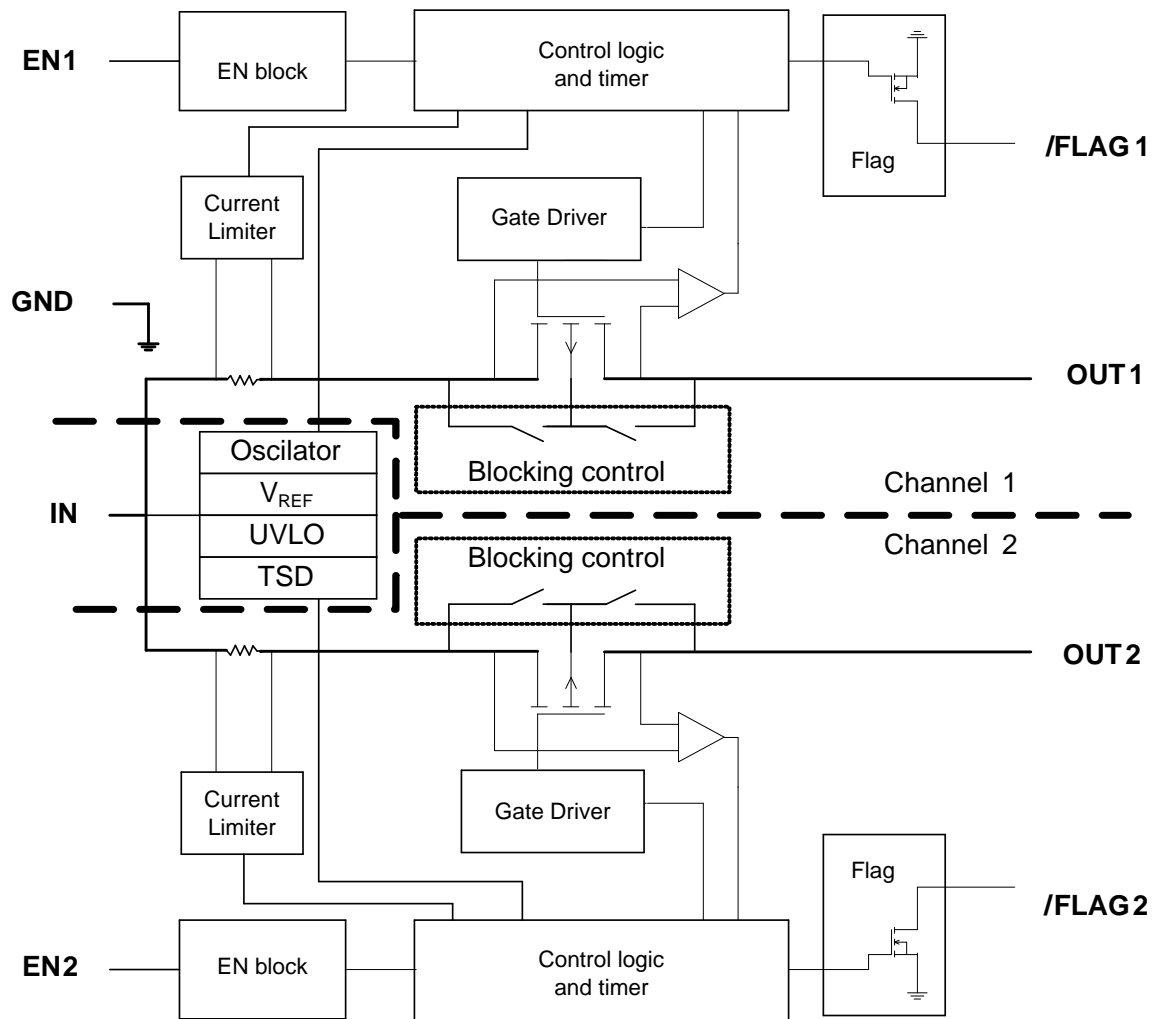 EN1
EN block
Control logic
and timer
Flag
/FLAG 1
Current
Limiter
Gate Driver
GND
OUT 1
Oscilator
Blocking control
VREF
Channel 1
IN
UVLO
Channel 2
Blocking control
TSD
OUT 2
Current
Limiter
Gate Driver
Flag
/FLAG 2
EN2
EN block
Control logic
and timer